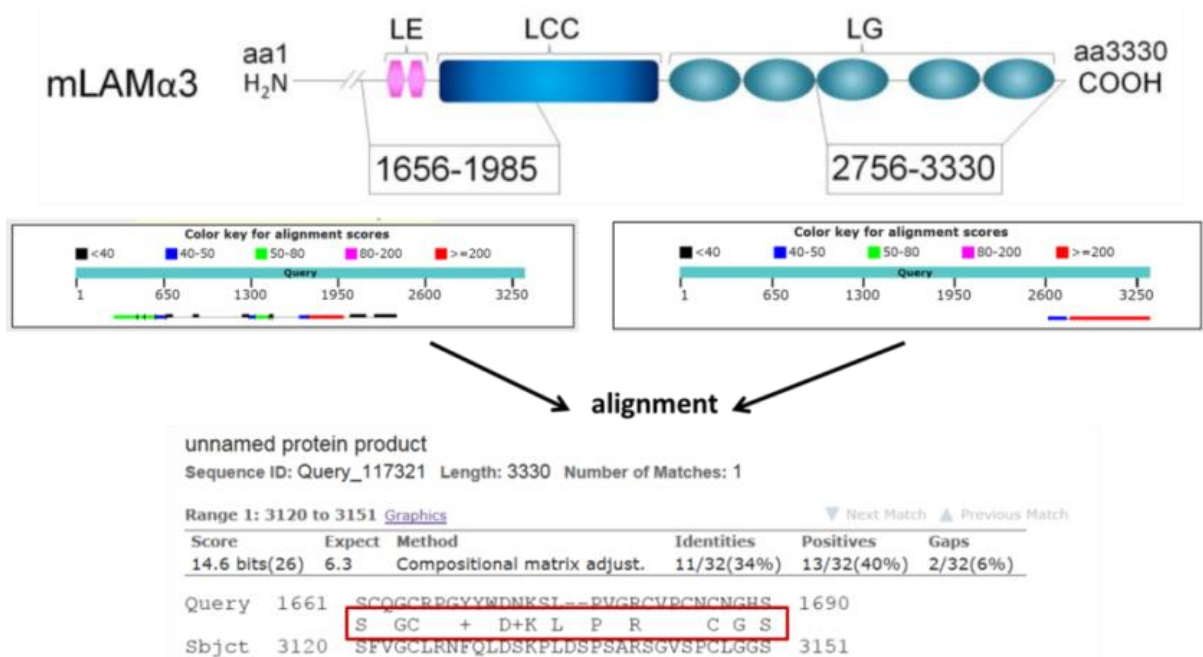 LE LCC LG
aa1 aa3330
mLAMα3 H2N COOH
1656-1985 2756-3330
Color key for alignment scores
<40 40-50 50-80 80-200 >=200
Query
1 650 1300 1950 2600 3250
Color key for alignment scores
<40 40-50 50-80 80-200 >=200
Query
1 650 1300 1950 2600 3250
alignment
unnamed protein product
Sequence ID: Query_117321 Length: 3330 Number of Matches: 1
Range 1: 3120 to 3151 Graphics Next Match Previous Match
Score Expect Method Identities Positives Gaps
14.6 bits(26) 6.3 Compositional matrix adjust. 11/32(34%) 13/32(40%) 2/32(6%)
Query 1661 SCQGCRPGYYWDNKSL--PVGRCVPCNCNGHS 1690
S GC + D+K L P R C G S
Sbjct 3120 SFVGCLRNFQLDSKPLDSPSARSGVSPCLGGS 3151